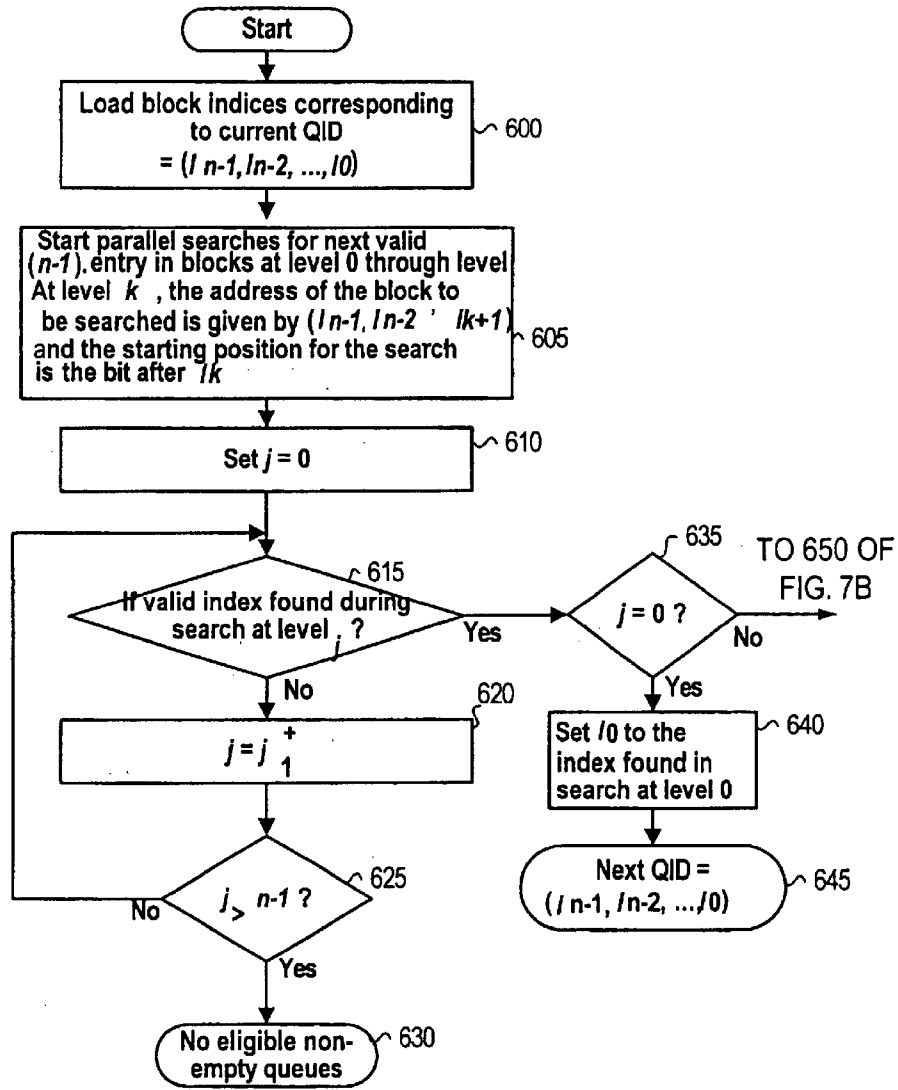 Start
Load block indices corresponding
to current QID
= (I n-1, In-2, ..., I0)
600
Start parallel searches for next valid
(n-1). entry in blocks at level 0 through level
At level k , the address of the block to
be searched is given by (I n-1, I n-2 ' Ik+1)
and the starting position for the search
is the bit after Ik
605
Set j = 0
610
If valid index found during
search at level j ?
615
Yes
No
j = 0 ?
635
TO 650 OF
FIG. 7B
No
Yes
j = j + 1
620
Set I0 to the
index found in
search at level 0
640
j > n-1 ?
625
No
Yes
Next QID =
(I n-1, In-2, ..., I0)
645
No eligible non-
empty queues
630